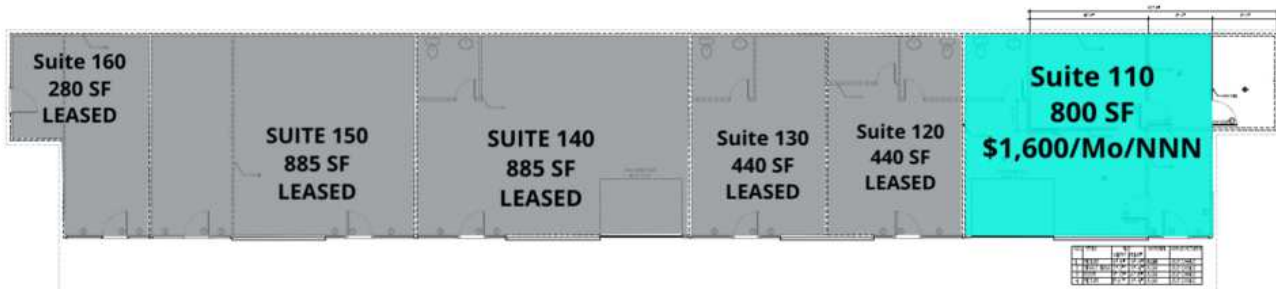 Suite 160
280 SF
LEASED
SUITE 150
885 SF
LEASED
SUITE 140
885 SF
LEASED
Suite 130
440 SF
LEASED
Suite 120
440 SF
LEASED
Suite 110
800 SF
$1,600/Mo/NNN